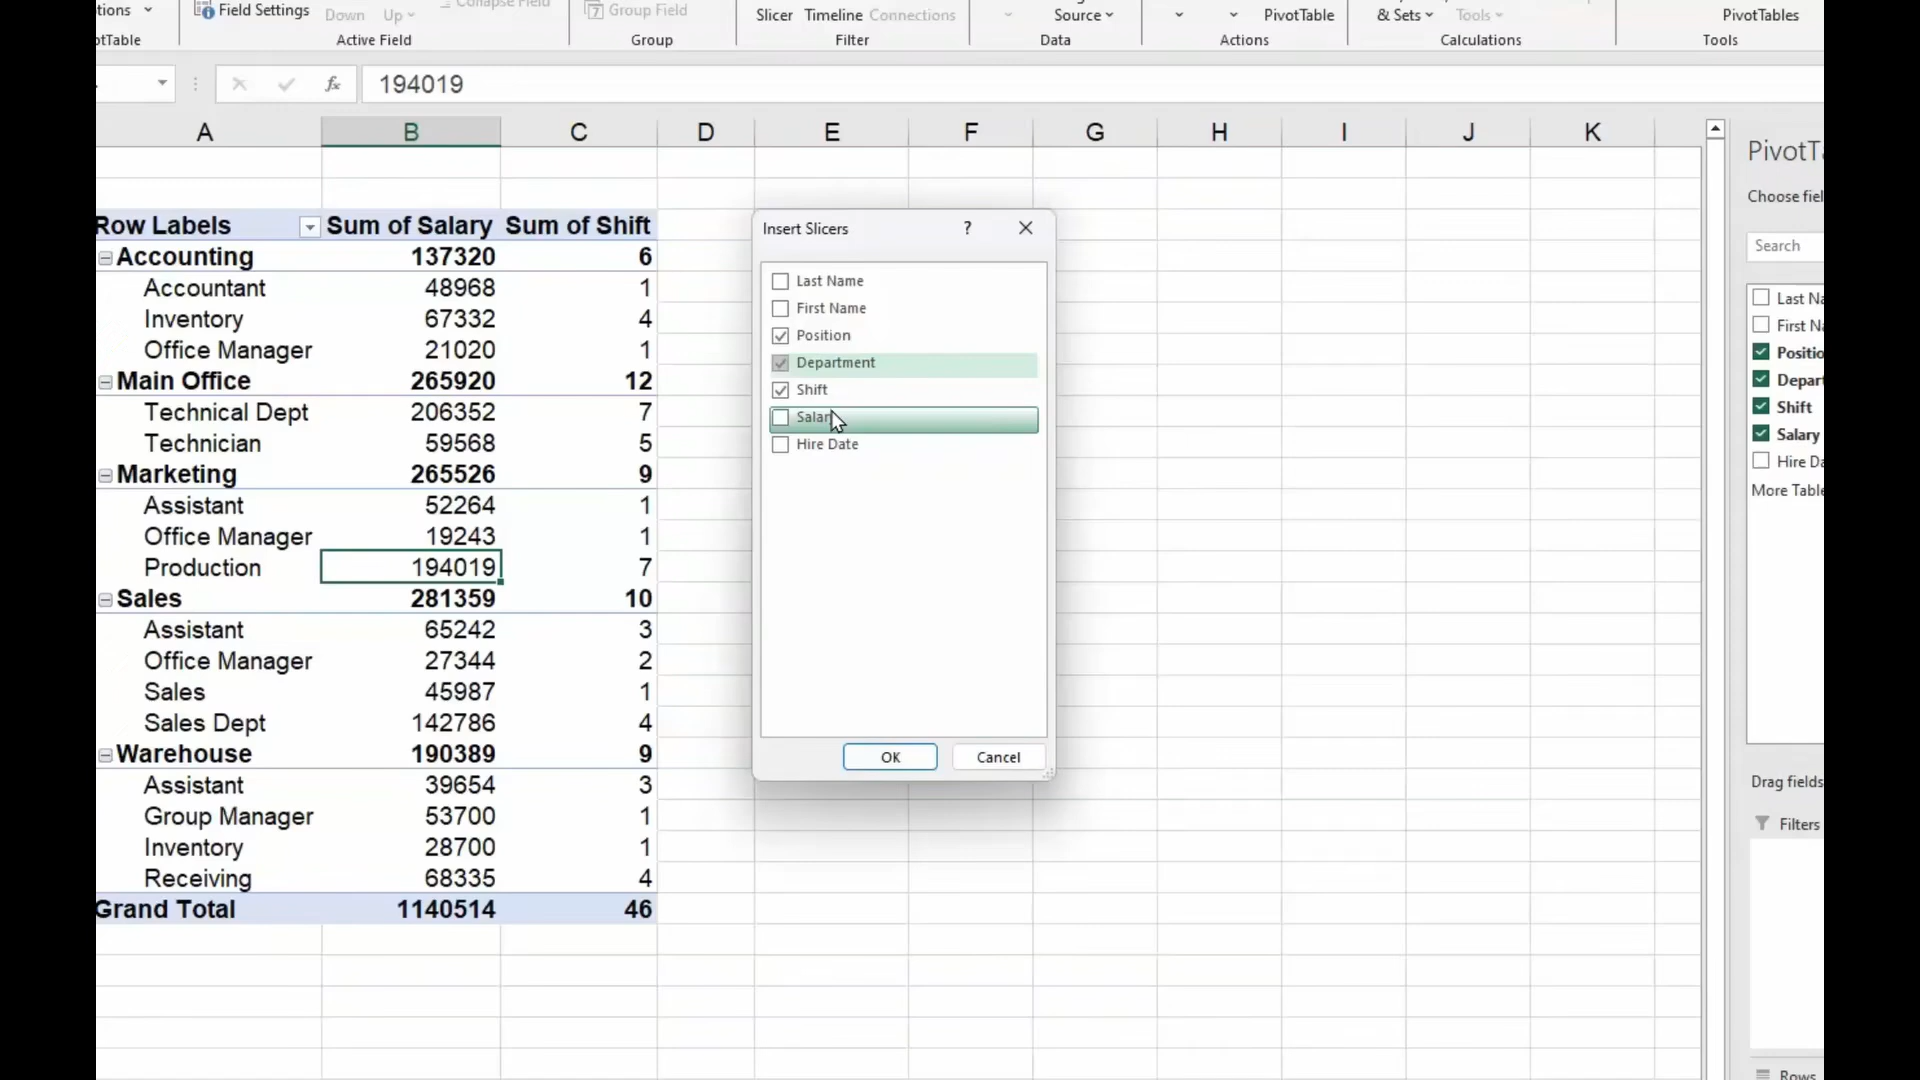 tions
Field Settings
Down
Up
Collapse Field
Group Field
Slicer
Timeline
Connections
Source
PivotTable
& Sets
Tools
PivotTables
Active Field
Group
Filter
Data
Actions
Calculations
Tools
fx
194019
A B C D E F G H I J K
Row Labels Sum of Salary Sum of Shift
Accounting 137320 6
Accountant 48968 1
Inventory 67332 4
Office Manager 21020 1
Main Office 265920 12
Technical Dept 206352 7
Technician 59568 5
Marketing 265526 9
Assistant 52264 1
Office Manager 19243 1
Production 194019 7
Sales 281359 10
Assistant 65242 3
Office Manager 27344 2
Sales 45987 1
Sales Dept 142786 4
Warehouse 190389 9
Assistant 39654 3
Group Manager 53700 1
Inventory 28700 1
Receiving 68335 4
Grand Total 1140514 46
Insert Slicers
?
Last Name
First Name
Position
Department
Shift
Salar
Hire Date
OK
Cancel
PivotT
Choose fiel
Search
Last Na
First N
Positio
Depart
Shift
Salary
Hire Da
More Table
Drag fields
Filters
Rows